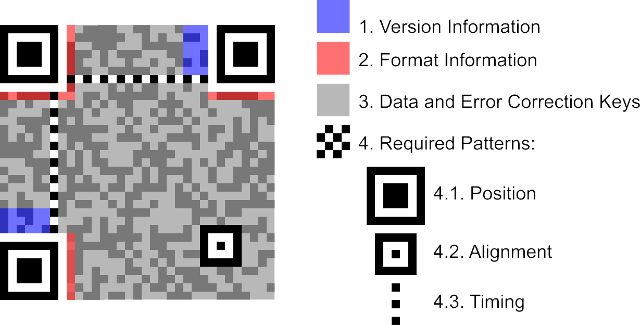 1. Version Information
2. Format Information
3. Data and Error Correction Keys
4. Required Patterns:
4.1. Position
4.2. Alignment
4.3. Timing